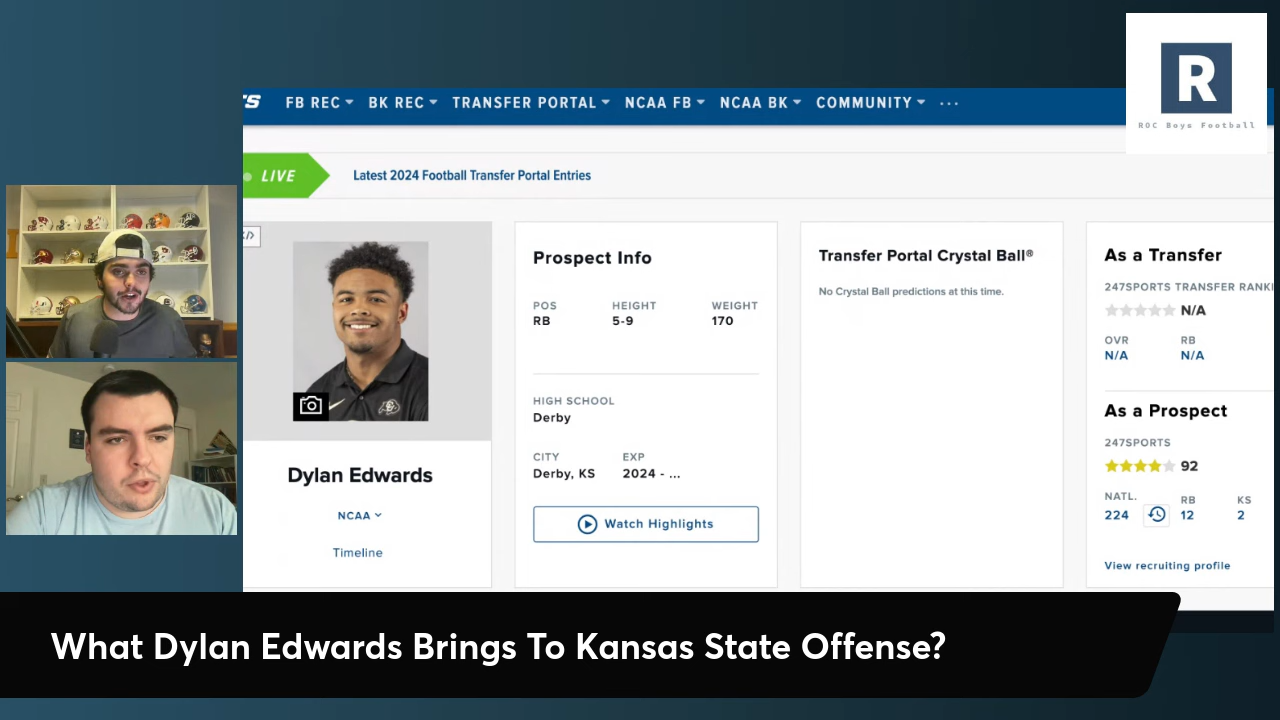 R
ROC Boys Football
TS
FB REC BK REC TRANSFER PORTAL NCAA FB NCAA BK COMMUNITY ...
LIVE
Latest 2024 Football Transfer Portal Entries
</>
Dylan Edwards
NCAA
Timeline
Prospect Info
POS HEIGHT WEIGHT
RB 5-9 170
HIGH SCHOOL
Derby
CITY EXP
Derby, KS 2024 - ...
Watch Highlights
Transfer Portal Crystal Ball®
No Crystal Ball predictions at this time.
As a Transfer
247SPORTS TRANSFER RANKI
N/A
OVR RB
N/A N/A
As a Prospect
247SPORTS
92
NATL. RB KS
224 12 2
View recruiting profile
What Dylan Edwards Brings To Kansas State Offense?